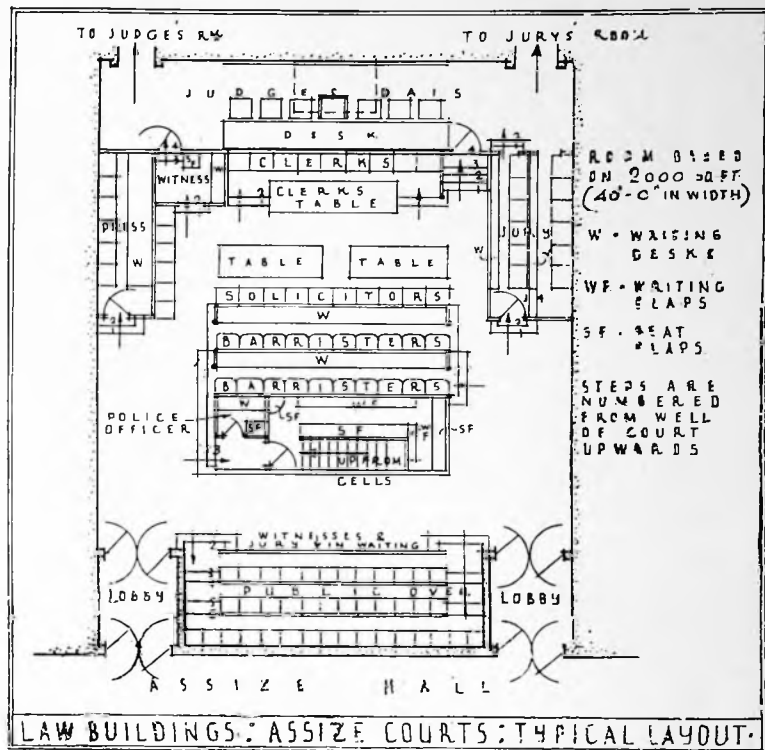 TO JUDGES RM
TO JURYS ROOM
JUDGES DAIS
DESK
CLERKS
WITNESS
W
CLERKS
TABLE
PRESS
W
JURY
W
ROOM BASED
ON 2000 SQ FT.
(40'-0" IN WIDTH)
W - WRITING
DESKS
WF - WRITING
FLAPS
SF - SEAT
FLAPS
STEPS ARE
NUMBERED
FROM WELL
OF COURT
UPWARDS
TABLE
TABLE
SOLICITORS
W
BARRISTERS
W
BARRISTERS
W
WF
POLICE
OFFICER
SF
SF
SF
WF
SF
UP FROM
CELLS
WITNESSES &
JURY IN WAITING
LOBBY
PUBLIC OVER
LOBBY
ASSIZE HALL
LAW BUILDINGS: ASSIZE COURTS: TYPICAL LAYOUT.